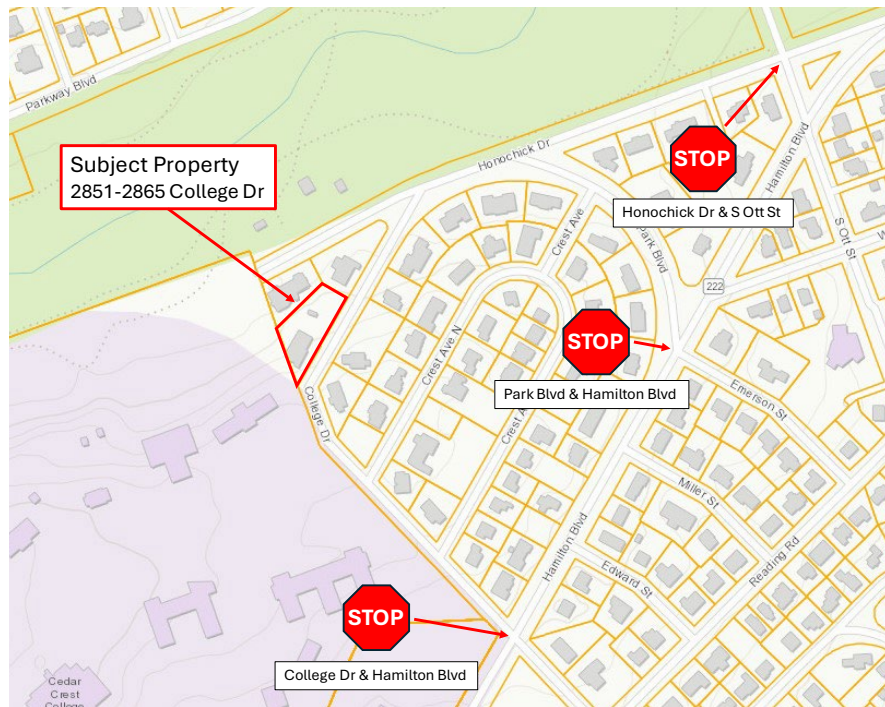 Parkway Blvd
Subject Property
2851-2865 College Dr
Honochick Dr
STOP
Hamilton Blvd
Honochick Dr & S Ott St
S Ott St
W
Crest Ave
Park Blvd
222
STOP
Park Blvd & Hamilton Blvd
Crest Ave N
Crest A
Emerson St
College Dr
Miller St
Reading Rd
Hamilton Blvd
Edward St
STOP
College Dr & Hamilton Blvd
Cedar
Crest
College